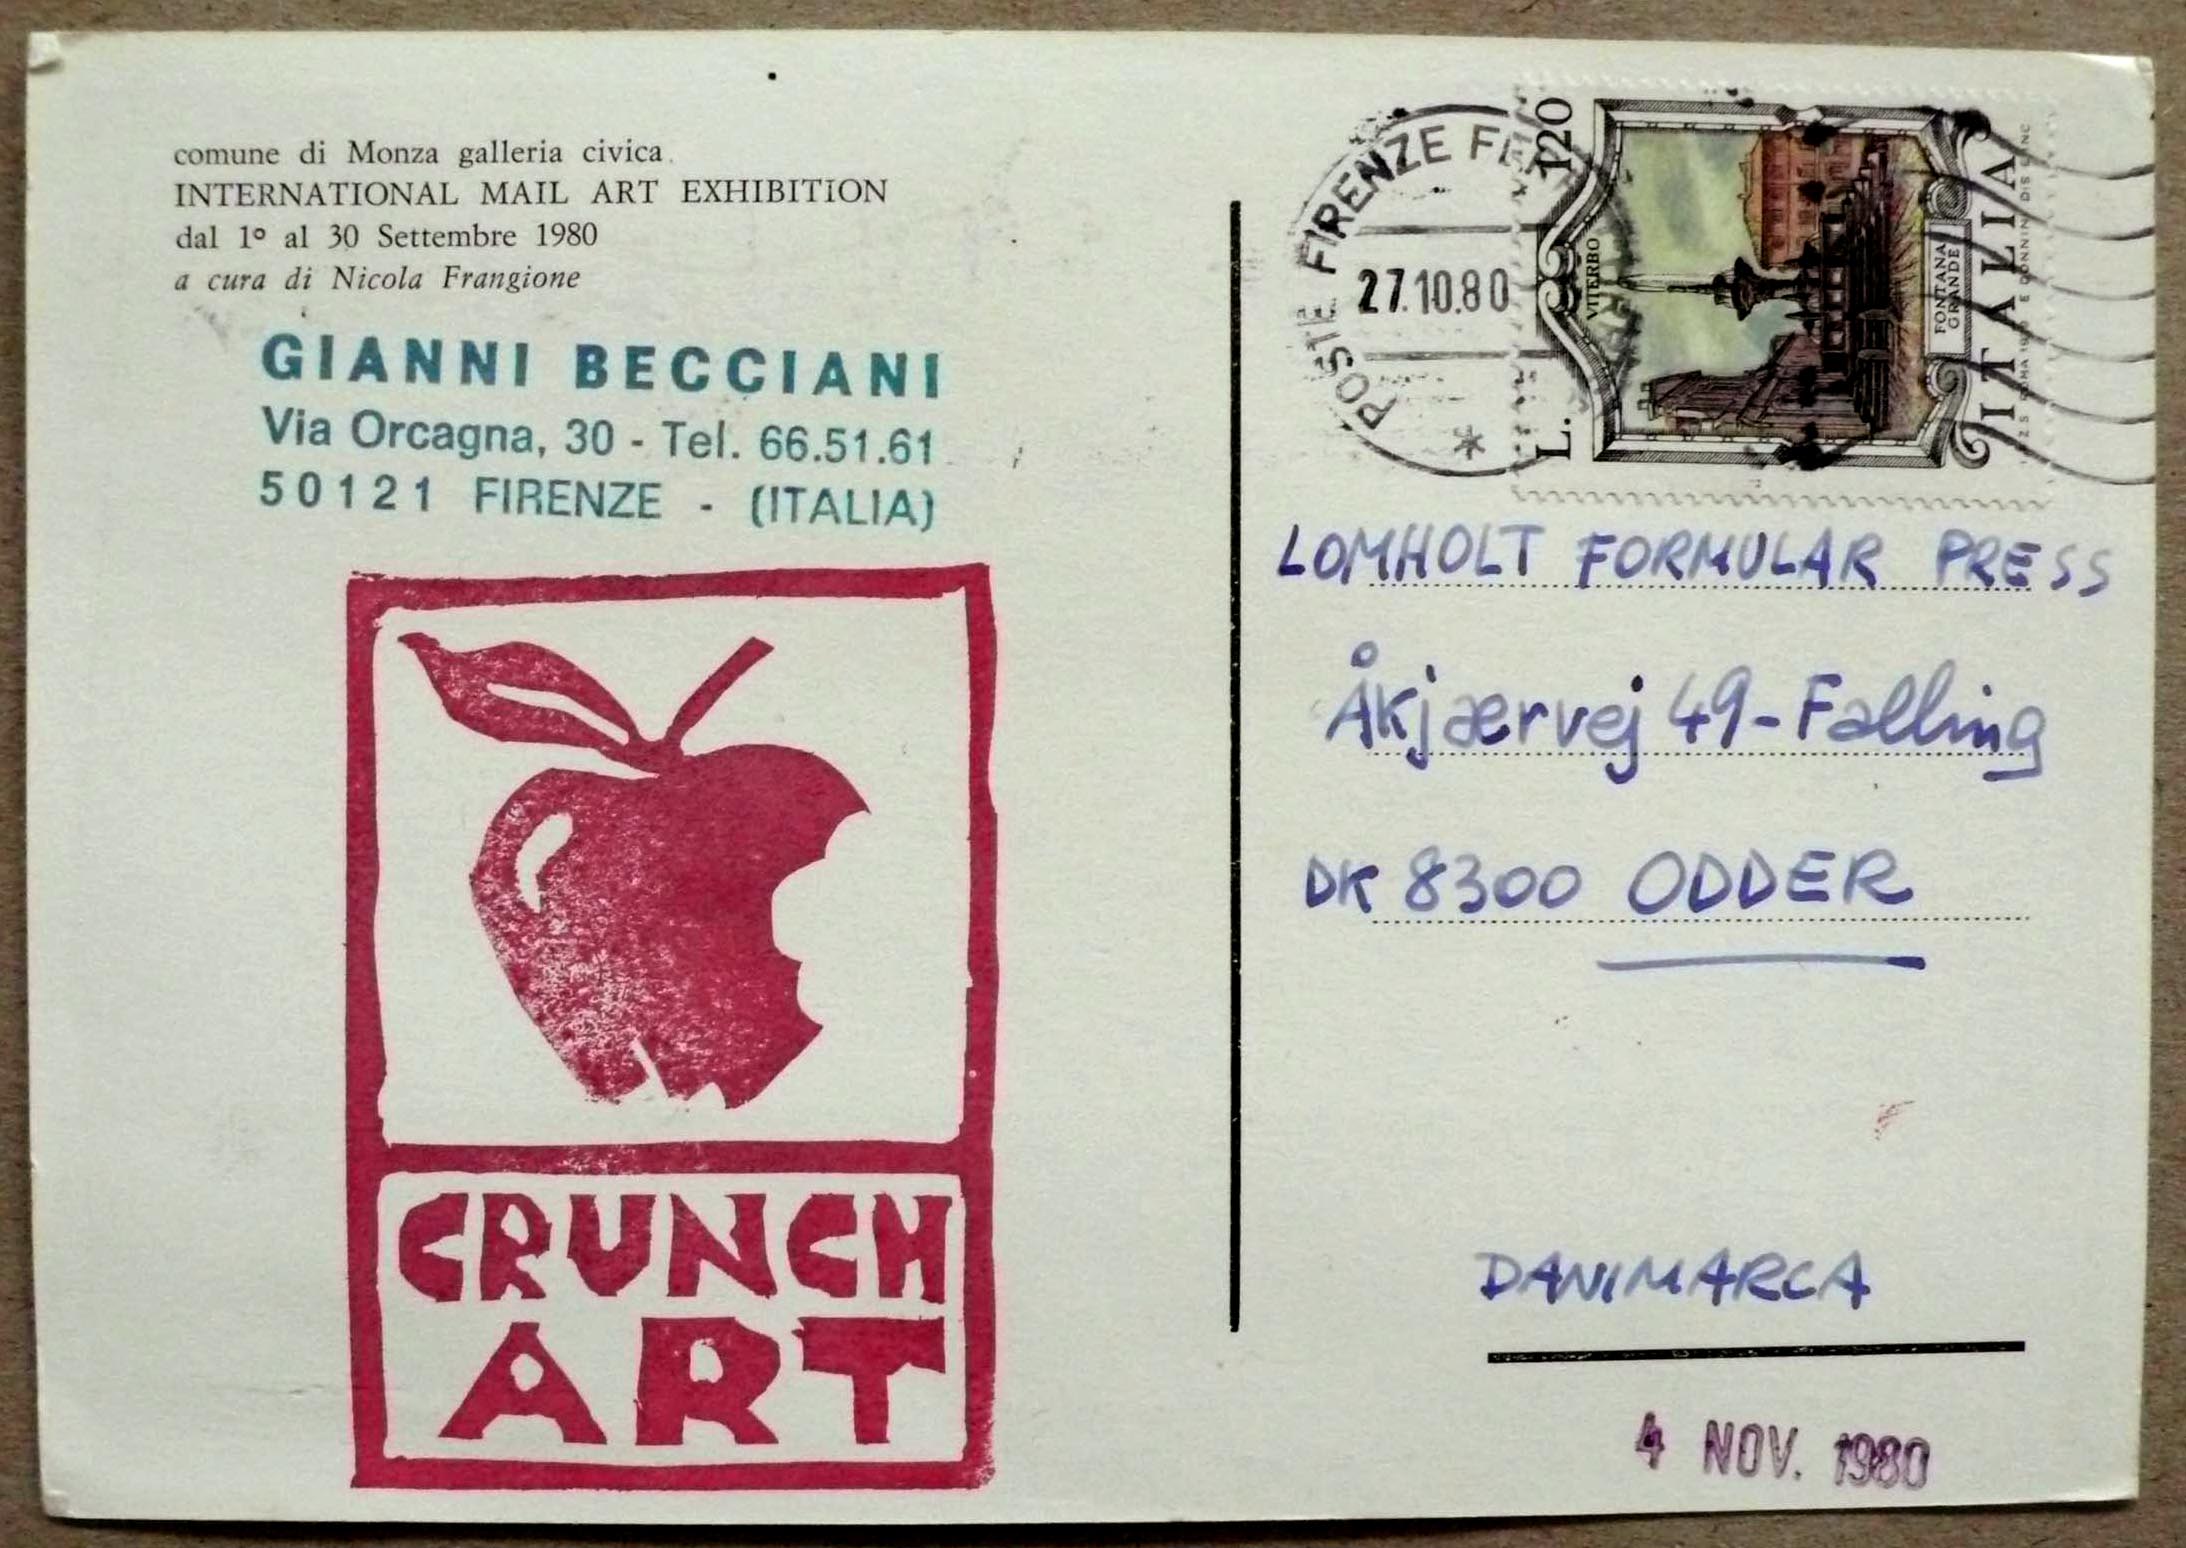 comune di Monza galleria civica
INTERNATIONAL MAIL ART EXHIBITION
dal 1º al 30 Settembre 1980
a cura di Nicola Frangione
GIANNI BECCIANI
Via Orcagna, 30 - Tel. 66.51.61
50121 FIRENZE - (ITALIA)
CRUNCH
ART
POSTE FIRENZE
27.10.80
L. 120
VITERBO
FONTANA
GRANDE
ITALIA
LOMHOLT FORMULAR PRESS
Åkjærvej 49-Falling
DK 8300 ODDER
DANIMARCA
4 NOV. 1980